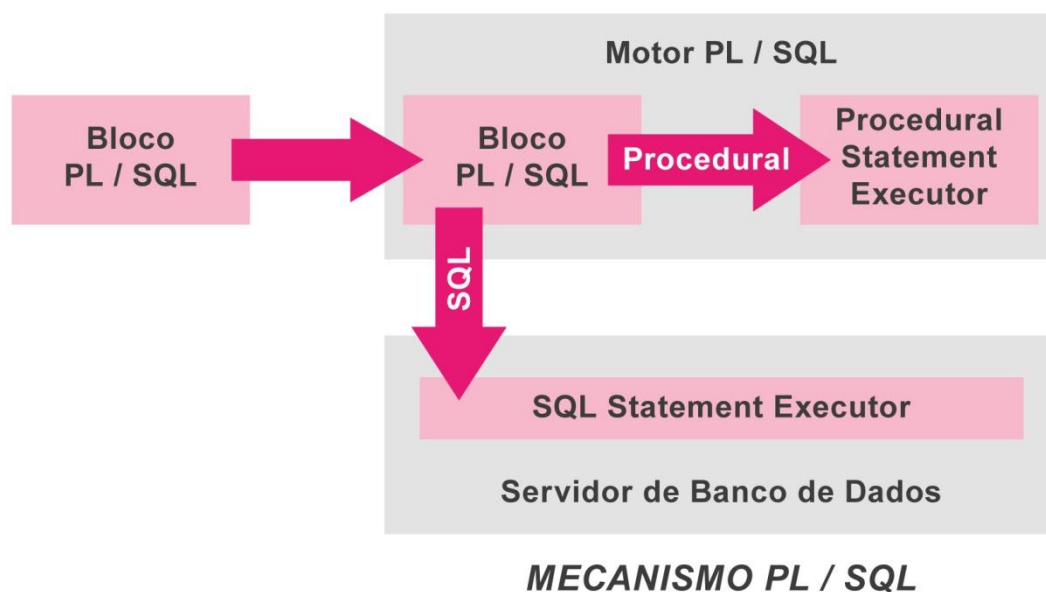 Motor PL / SQL
Bloco
PL / SQL
Bloco
PL / SQL
Procedural
Procedural
Statement
Executor
SQL
SQL Statement Executor
Servidor de Banco de Dados
MECANISMO PL / SQL